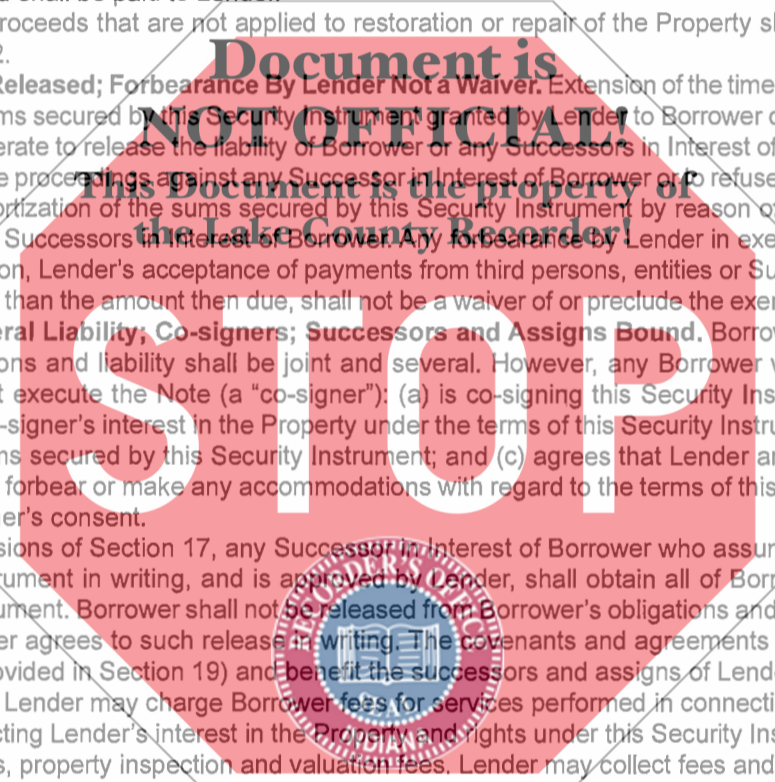 roceeds that are not applied to restoration or repair of the Property
2.
Document is
Released; Forbearance By Lender Not a Waiver. Extension of the time
ms secured by this Security Instrument granted by Lender to Borrower
NOT OFFICIAL!
erate to release the liability of Borrower or any Successors in Interest of
e proceedings against any Successor in Interest of Borrower or to refuse
This Document is the property of
ortization of the sums secured by this Security Instrument by reason
the Lake County Recorder!
Successors in Interest of Borrower. Any forbearance by Lender in exe
on, Lender's acceptance of payments from third persons, entities or Su
than the amount then due, shall not be a waiver of or preclude the exer
eral Liability; Co-signers; Successors and Assigns Bound. Borrow
STOP
ons and liability shall be joint and several. However, any Borrower
t execute the Note (a “co-signer”): (a) is co-signing this Security Ins
-signer's interest in the Property under the terms of this Security Instru
ms secured by this Security Instrument; and (c) agrees that Lender
forbear or make any accommodations with regard to the terms of this
er's consent.
sions of Section 17, any Successor in Interest of Borrower who assum
rument in writing, and is approved by Lender, shall obtain all of Borr
ument. Borrower shall not be released from Borrower's obligations and
RECORDER'S OFFICE
er agrees to such release in writing. The covenants and agreements
ovided in Section 19) and benefit the successors and assigns of Lend
Lender may charge Borrower fees for services performed in connecti
cting Lender's interest in the Property and rights under this Security Ins
INDIANA
s, property inspection and valuation fees. Lender may collect fees and